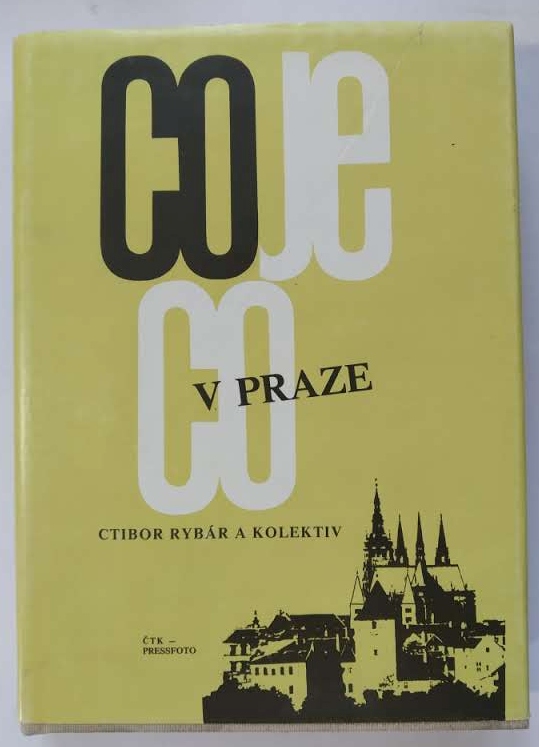 CO JE
CO
V PRAZE
CTIBOR RYBÁR A KOLEKTIV
ČTK –
PRESSFOTO